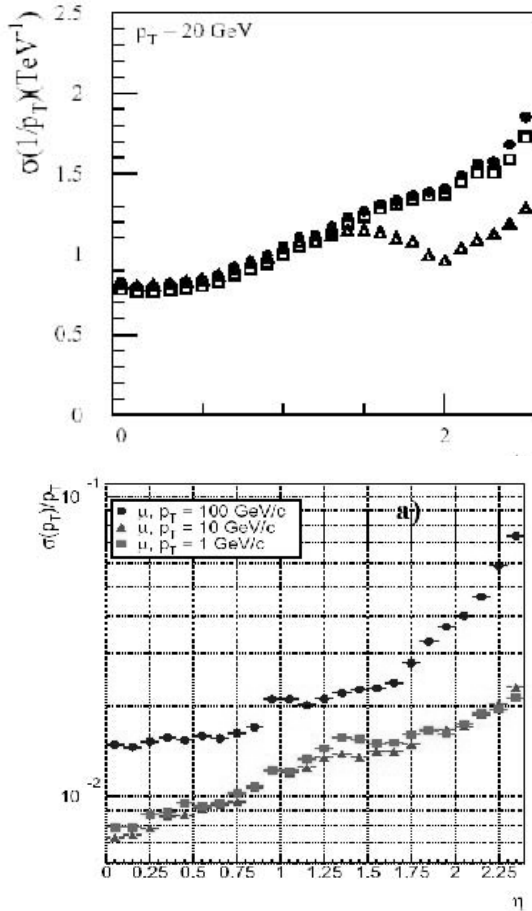 2.5
p_T – 20 GeV
2
σ(1/p_T)(TeV⁻¹)
1.5
1
0.5
0
0 2
10⁻¹
σ(p_T)/p_T
a)
μ, p_T = 100 GeV/c
μ, p_T = 10 GeV/c
μ, p_T = 1 GeV/c
10⁻²
0 0.25 0.5 0.75 1 1.25 1.5 1.75 2 2.25
η